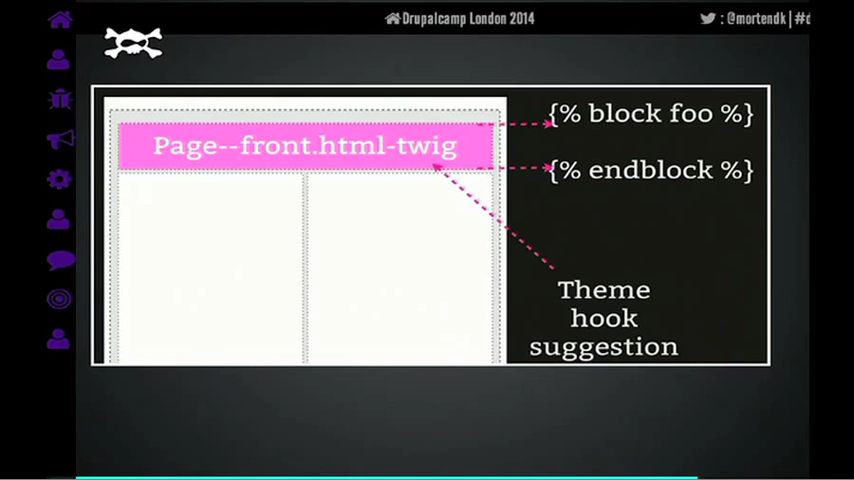 Drupalcamp London 2014
: @mortendk | #d
Page--front.html-twig
{% block foo %}
{% endblock %}
Theme
hook
suggestion